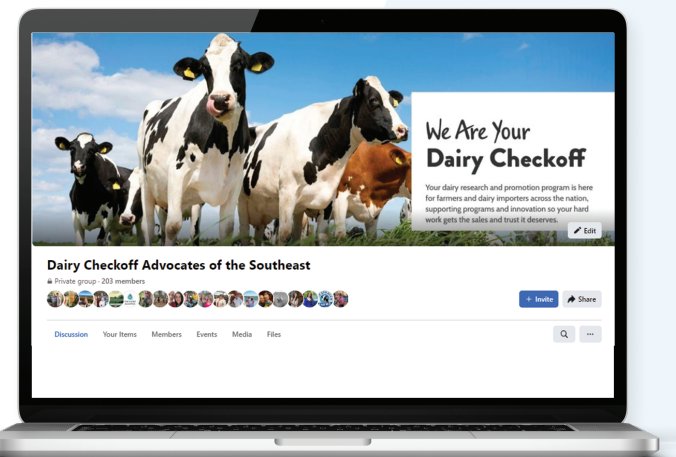 We Are Your
Dairy Checkoff
Your dairy research and promotion program is here
for farmers and dairy importers across the nation,
supporting programs and innovation so your hard
work gets the sales and trust it deserves.
Edit
Dairy Checkoff Advocates of the Southeast
Private group · 203 members
+ Invite
Share
Discussion
Your Items
Members
Events
Media
Files